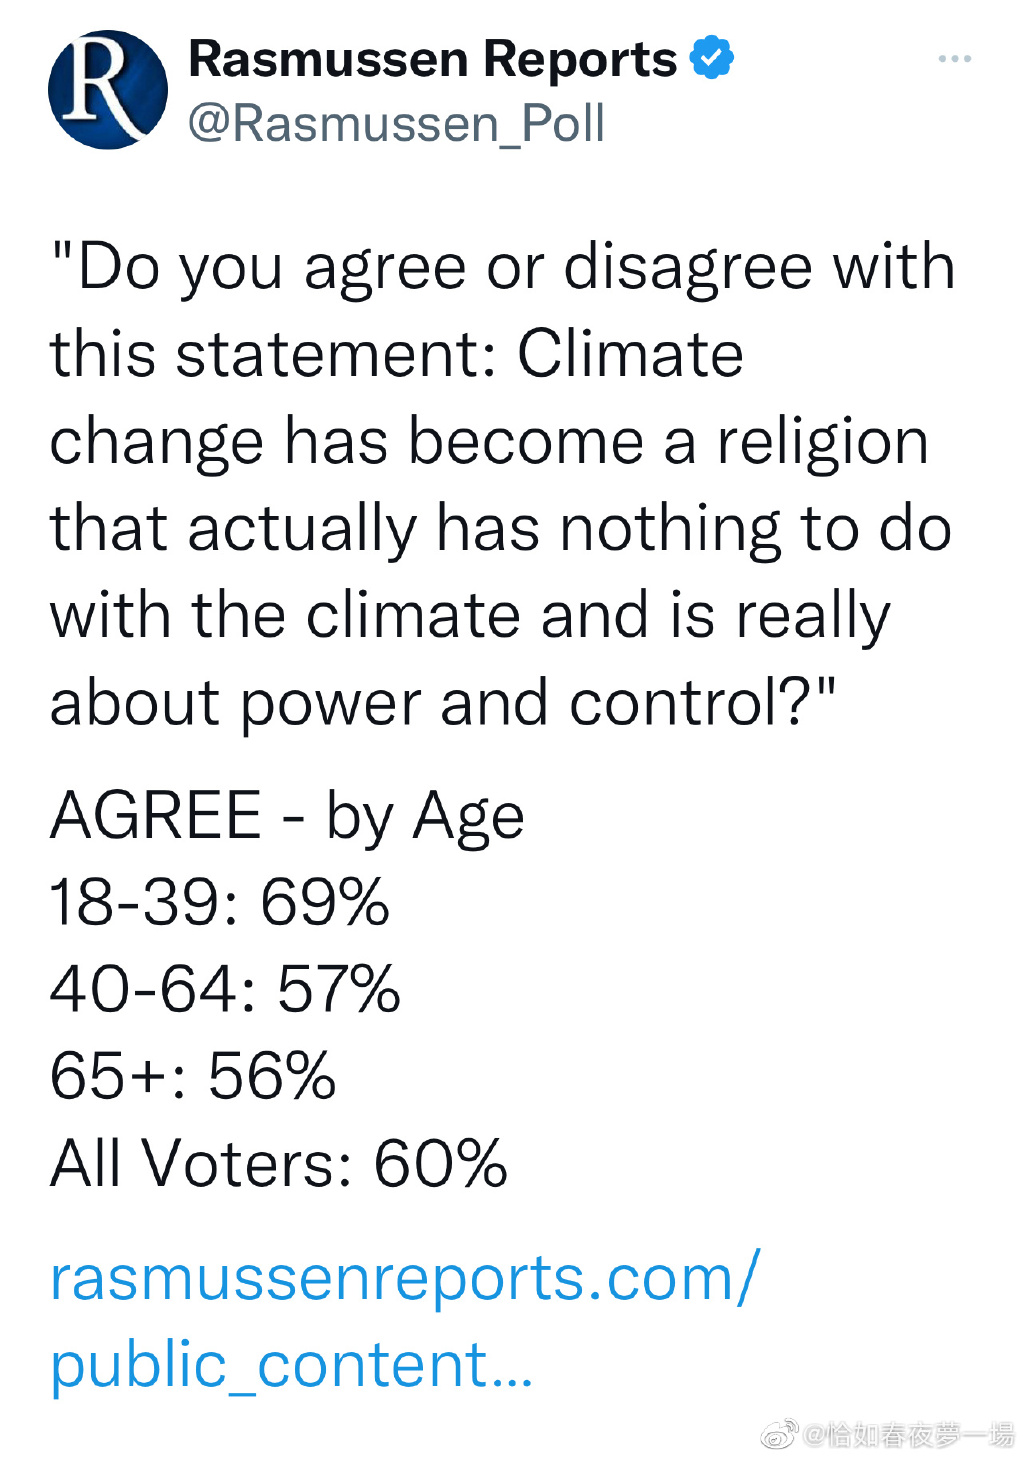 R
Rasmussen Reports
@Rasmussen_Poll
"Do you agree or disagree with
this statement: Climate
change has become a religion
that actually has nothing to do
with the climate and is really
about power and control?"
AGREE - by Age
18-39: 69%
40-64: 57%
65+: 56%
All Voters: 60%
rasmussenreports.com/
public_content...
@恰如春夜夢一場